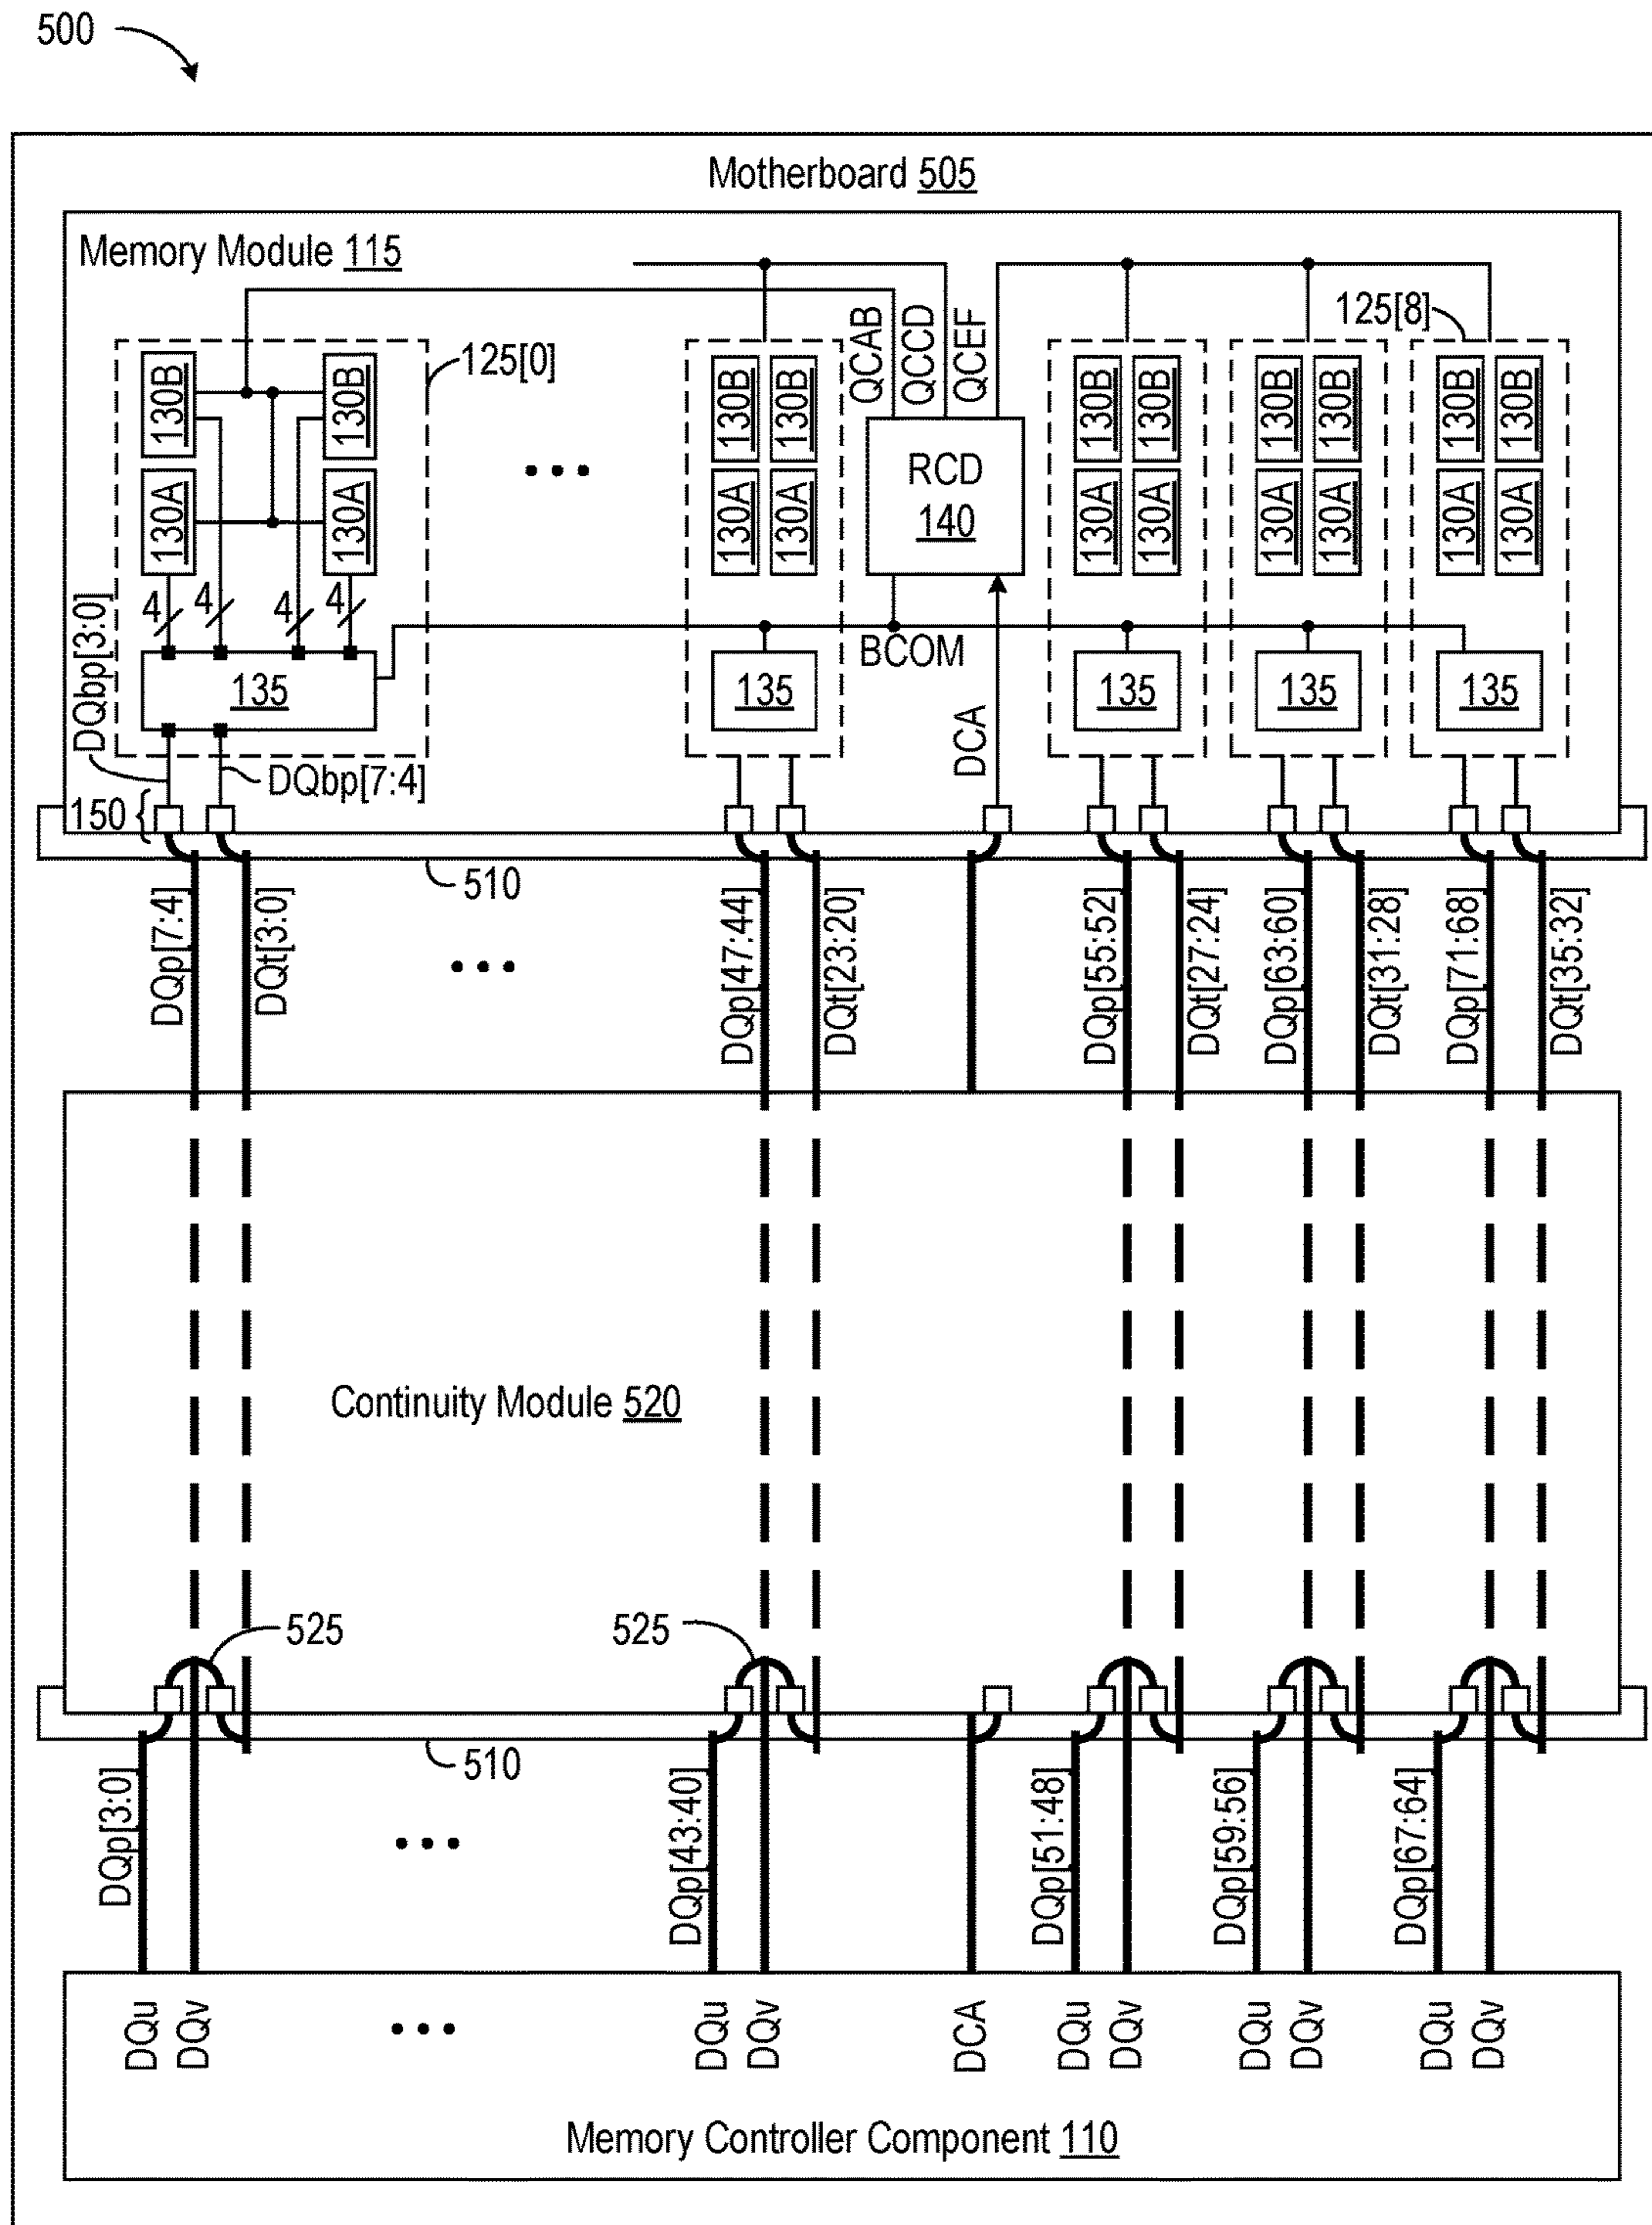 500
Motherboard 505
Memory Module 115
QCAB
QCCD
QCEF
125[8]
125[0]
130B
130B
130B
130B
130B
130B
130B
130B
130B
130B
130A
130A
130A
130A
130A
130A
130A
130A
130A
130A
RCD
140
4
4
4
4
DQbp[3:0]
BCOM
135
135
135
135
135
DCA
DQbp[7:4]
150
510
DQp[7:4]
DQt[3:0]
DQp[47:44]
DQt[23:20]
DQp[55:52]
DQt[27:24]
DQp[63:60]
DQt[31:28]
DQp[71:68]
DQt[35:32]
Continuity Module 520
525
525
510
DQp[3:0]
DQp[43:40]
DQp[51:48]
DQp[59:56]
DQp[67:64]
DQu
DQv
DQu
DQv
DCA
DQu
DQv
DQu
DQv
DQu
DQv
Memory Controller Component 110